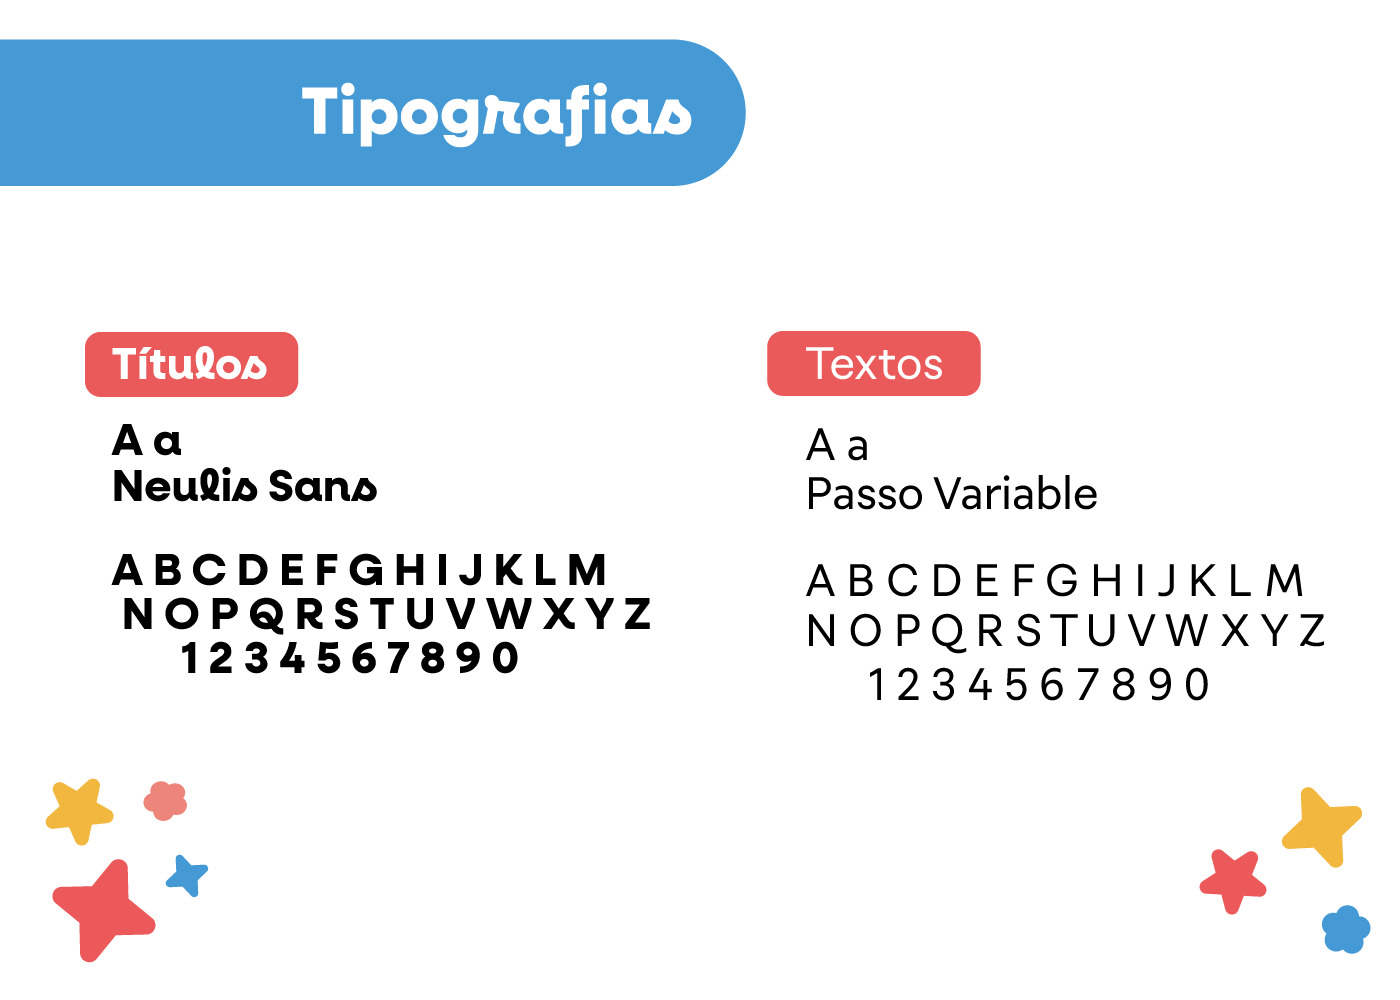 Tipografias
Títulos
A a
Neulis Sans
A B C D E F G H I J K L M
N O P Q R S T U V W X Y Z
1 2 3 4 5 6 7 8 9 0
Textos
A a
Passo Variable
A B C D E F G H I J K L M
N O P Q R S T U V W X Y Z
1 2 3 4 5 6 7 8 9 0